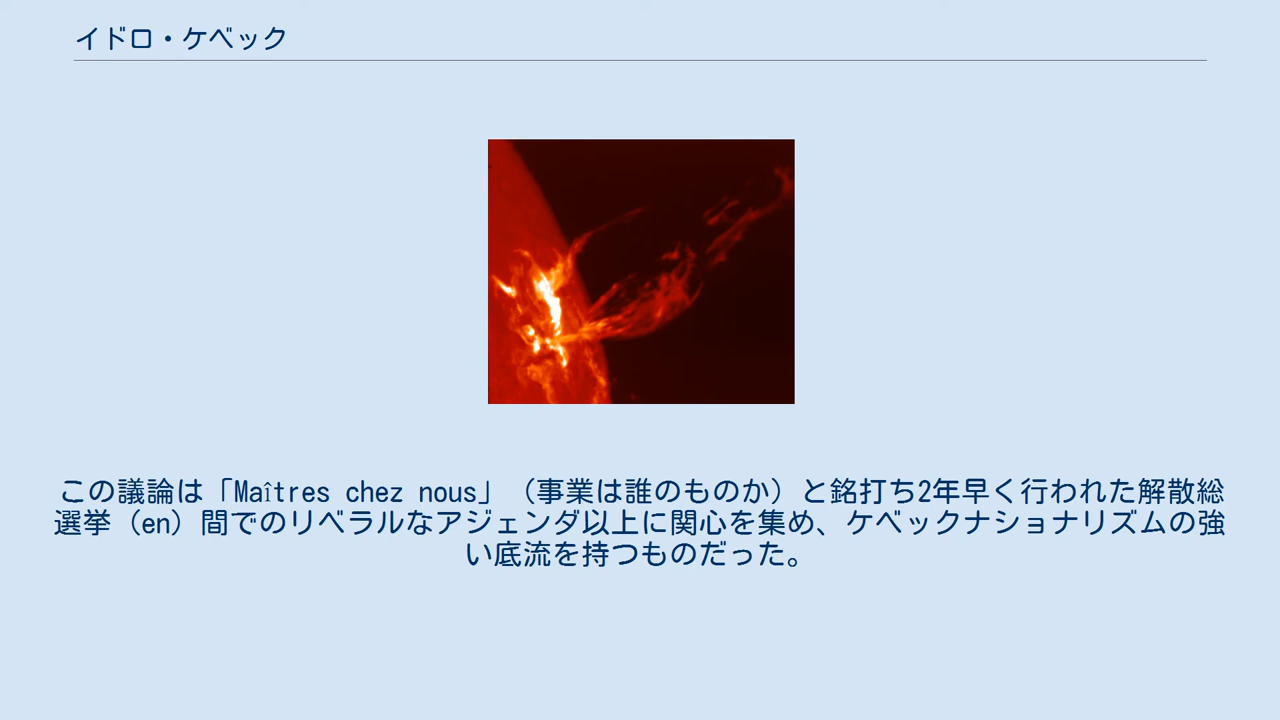 イドロ・ケベック
この議論は「Maîtres chez nous」（事業は誰のものか）と銘打ち2年早く行われた解散総
選挙（en）間でのリベラルなアジェンダ以上に関心を集め、ケベックナショナリズムの強
い底流を持つものだった。